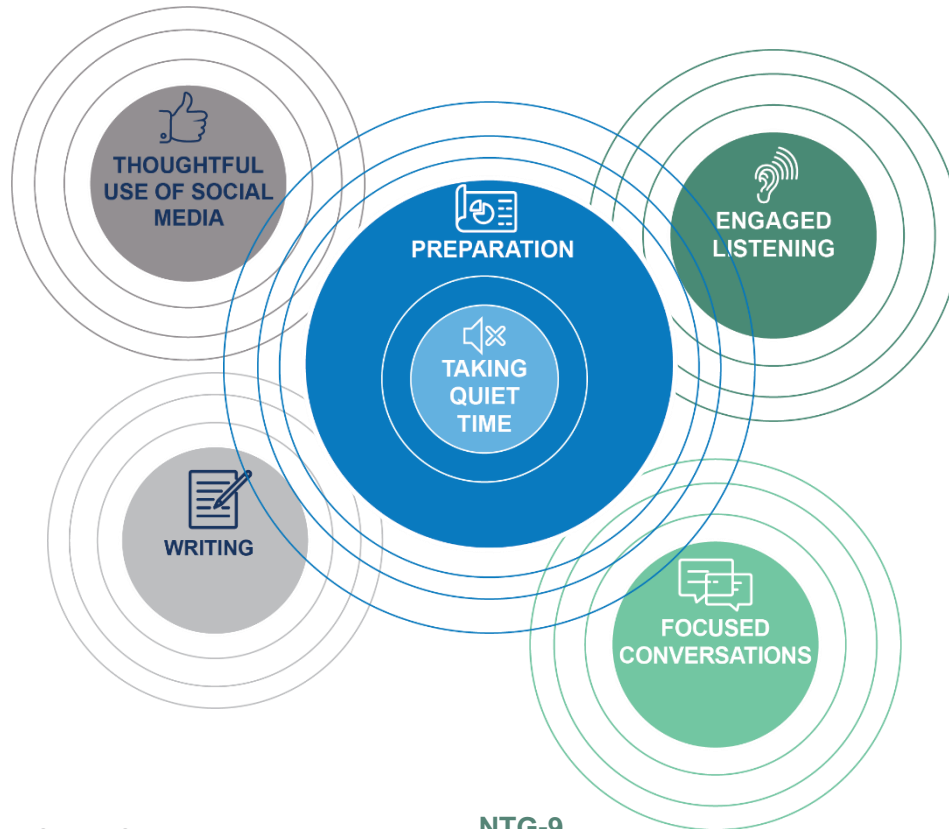 THOUGHTFUL
USE OF SOCIAL
MEDIA
PREPARATION
ENGAGED
LISTENING
TAKING
QUIET
TIME
WRITING
FOCUSED
CONVERSATIONS
NTG-9